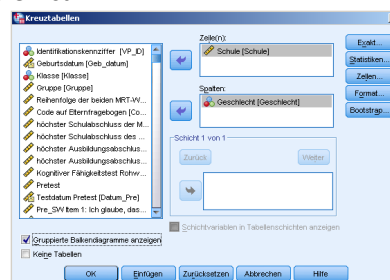 Kreuztabellen
Zeile(n):
Schule [Schule]
Spalten:
Geschlecht [Geschlecht]
Identifikationskennziffer [VP_ID]
Geburtsdatum [Geb_datum]
Klasse [Klasse]
Gruppe [Gruppe]
Reihenfolge der beiden MRT-W...
Code auf Elternfragebogen [Co...
höchster Schulabschluss der M...
höchster Schulabschluss des ...
höchster Ausbildungsabschlus...
höchster Ausbildungsabschlus...
Kognitiver Fähigkeitstest Rohw...
Pretest
Testdatum Pretest [Datum_Pre]
Pre_SW Item 1: Ich glaube, das...
Schicht 1 von 1
Zurück
Weiter
Schichtvariablen in Tabellenschichten anzeigen
Exakt...
Statistiken...
Zellen...
Format...
Bootstrap...
Gruppierte Balkendiagramme anzeigen
Keine Tabellen
OK
Einfügen
Zurücksetzen
Abbrechen
Hilfe